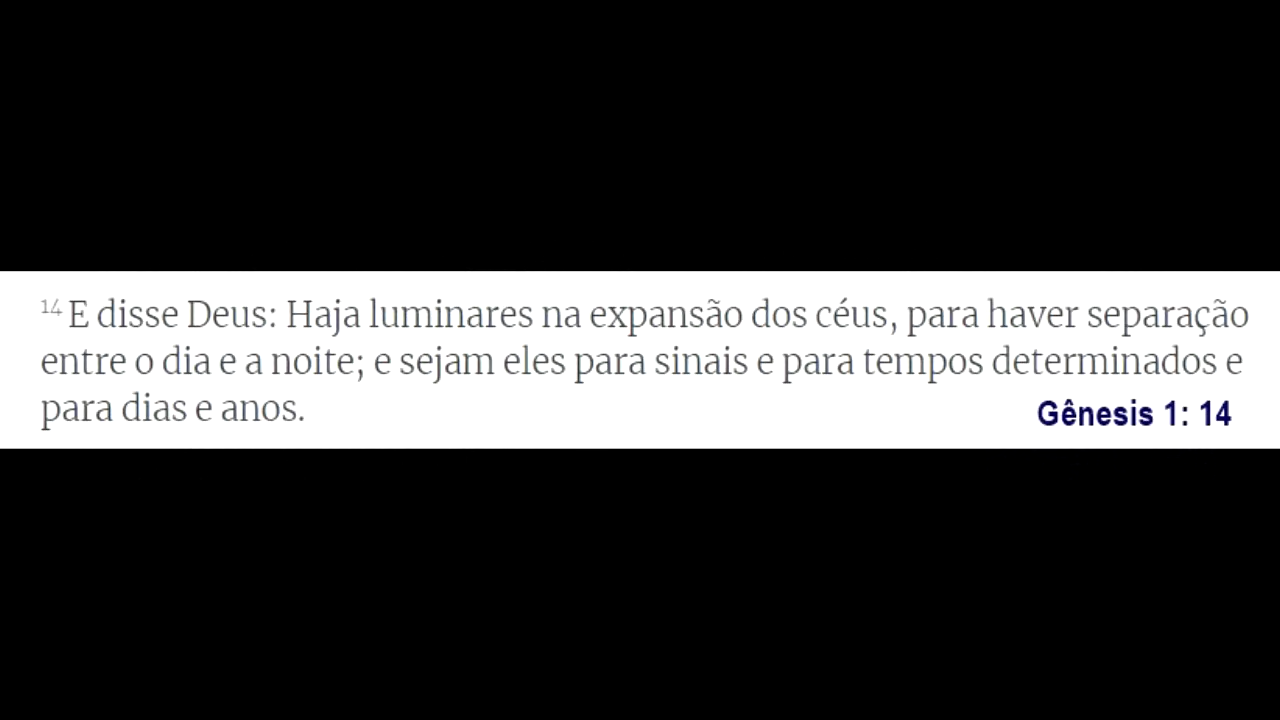 14 E disse Deus: Haja luminares na expansão dos céus, para haver separação
entre o dia e a noite; e sejam eles para sinais e para tempos determinados e
para dias e anos.
Gênesis 1: 14